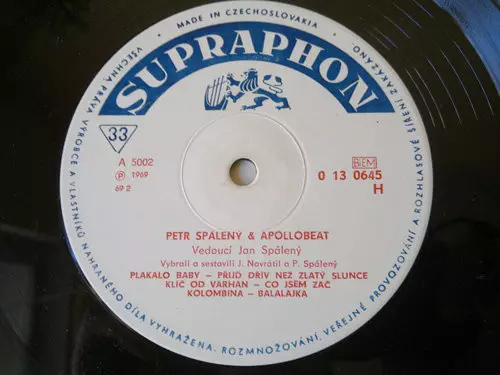 MADE IN CZECHOSLOVAKIA
VŠECHNA PRÁVA VÝROBCE A VLASTNÍKŮ NAHRANÉHO DÍLA VYHRAŽENA. ROZMNOŽOVÁNÍ, VEŘEJNÉ PROVOZOVÁNÍ A ROZHLASOVÉ ŠÍŘENÍ ZAKÁZÁNO.
SUPRAPHON
33
A 5002
Ⓟ 1969
69 2
BIEM
0 13 0645
H
PETR SPÁLENÝ & APOLLOBEAT
Vedoucí Jan Spálený
Vybrali a sestavili J. Navrátil a P. Spálený
PLAKALO BABY – PŘIJĎ DŘÍV NEŽ ZLATÝ SLUNCE
KLÍČ OD VARHAN – CO JSEM ZAČ
KOLOMBINA – BALALAJKA